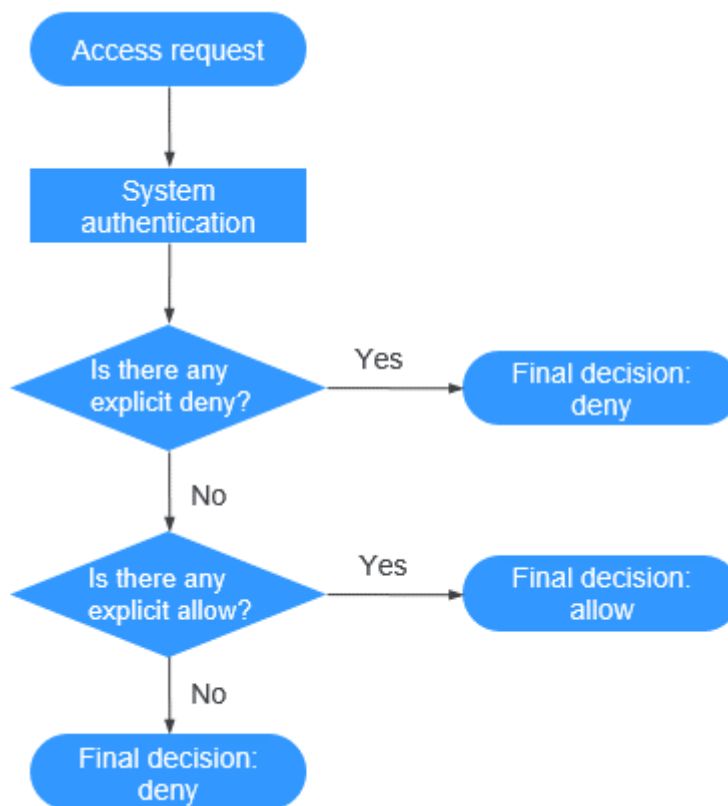 Access request
System
authentication
Is there any
explicit deny?
Yes
Final decision:
deny
No
Is there any
explicit allow?
Yes
Final decision:
allow
No
Final decision:
deny